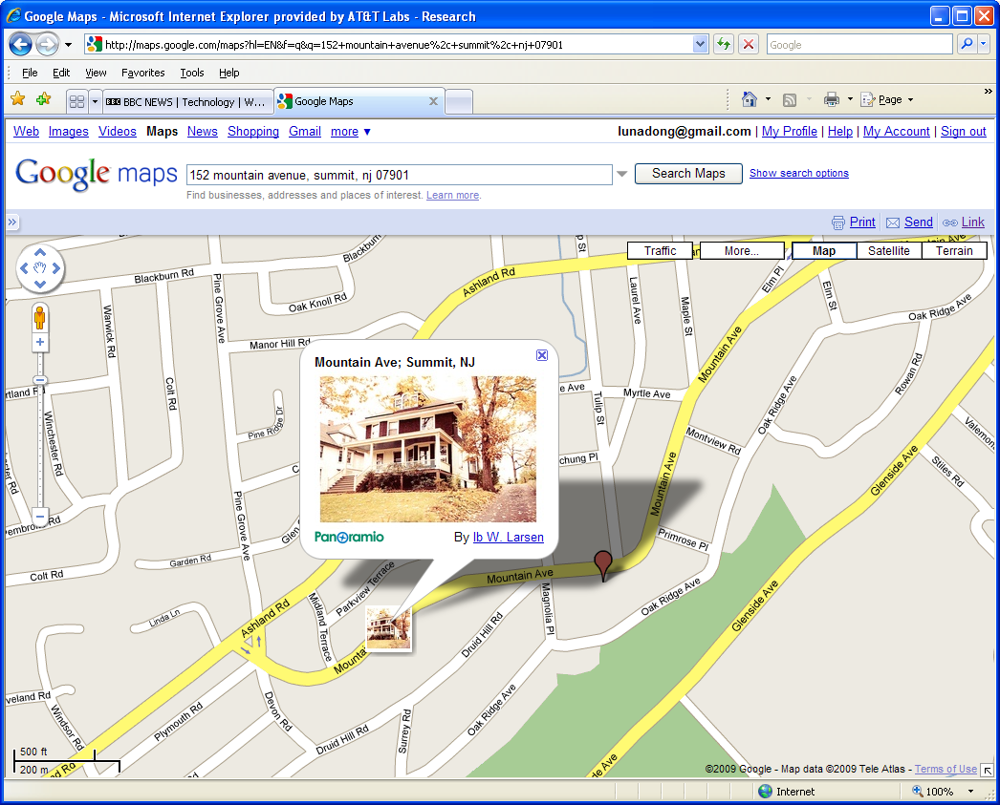 Google Maps - Microsoft Internet Explorer provided by AT&T Labs - Research
http://maps.google.com/maps?hl=EN&f=q&q=152+mountain+avenue%2c+summit%2c+nj+07901
Google
File Edit View Favorites Tools Help
BBC BBC NEWS | Technology | W...
Google Maps
Page
Web Images Videos Maps News Gmail Shopping more ▼
lunadong@gmail.com | My Profile | Help | My Account | Sign out
Google maps
152 mountain avenue, summit, nj 07901
Search Maps
Show search options
Find businesses, addresses and places of interest. Learn more.
Print Send Link
Traffic More... Map Satellite Terrain
Blackburn
Blackburn Rd
Ashland Rd
Elm Pl
Elm St
Oak Ridge Ave
Oak Knoll Rd
Pine Grove Ave
Warwick Rd
Laurel Ave
Maple St
Manor Hill Rd
Mountain Ave
Rowan Rd
Mountain Ave; Summit, NJ
Colt Rd
Myrtle Ave
Tulip St
Oak Ridge Ave
Pine Ridge Dr
Winchester Rd
Montview Rd
Glenside Ave
Stiles Rd
chung Pl
Mountain Ave
Pine Grove Ave
Panoramio
By Ib W. Larsen
Primrose Pl
Garden Rd
Colt Rd
Mountain Ave
Parkview Terrace
Midland Terrace
Magnolia Pl
Oak Ridge Ave
Glenside Ave
Linda Ln
Ashland Rd
Druid Hill Rd
Devon Rd
Plymouth Rd
Windsor Rd
Druid Hill Rd
Surrey Rd
Oak Ridge Ave
500 ft
200 m
©2009 Google - Map data ©2009 Tele Atlas - Terms of Use
Internet
100%